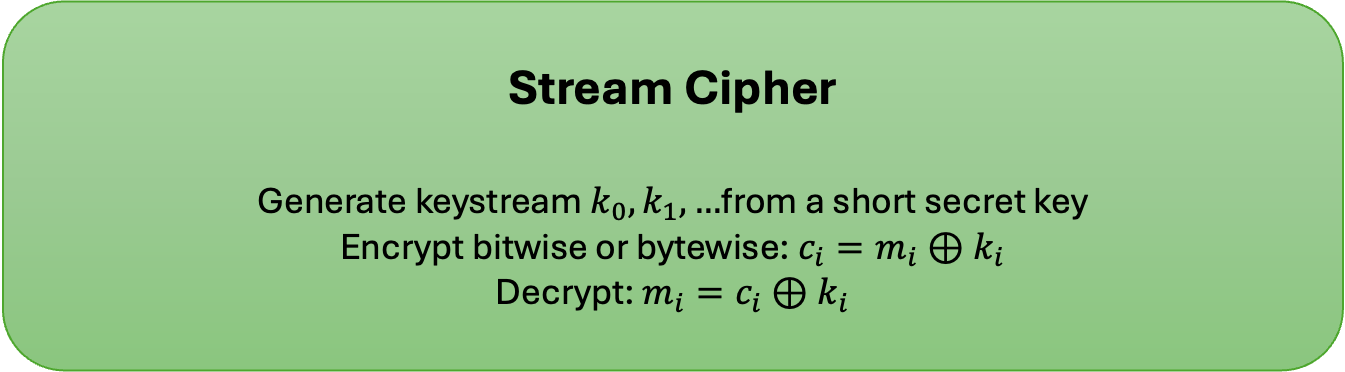 Stream Cipher
Generate keystream k₀, k₁, ...from a short secret key
Encrypt bitwise or bytewise: cᵢ = mᵢ ⊕ kᵢ
Decrypt: mᵢ = cᵢ ⊕ kᵢ